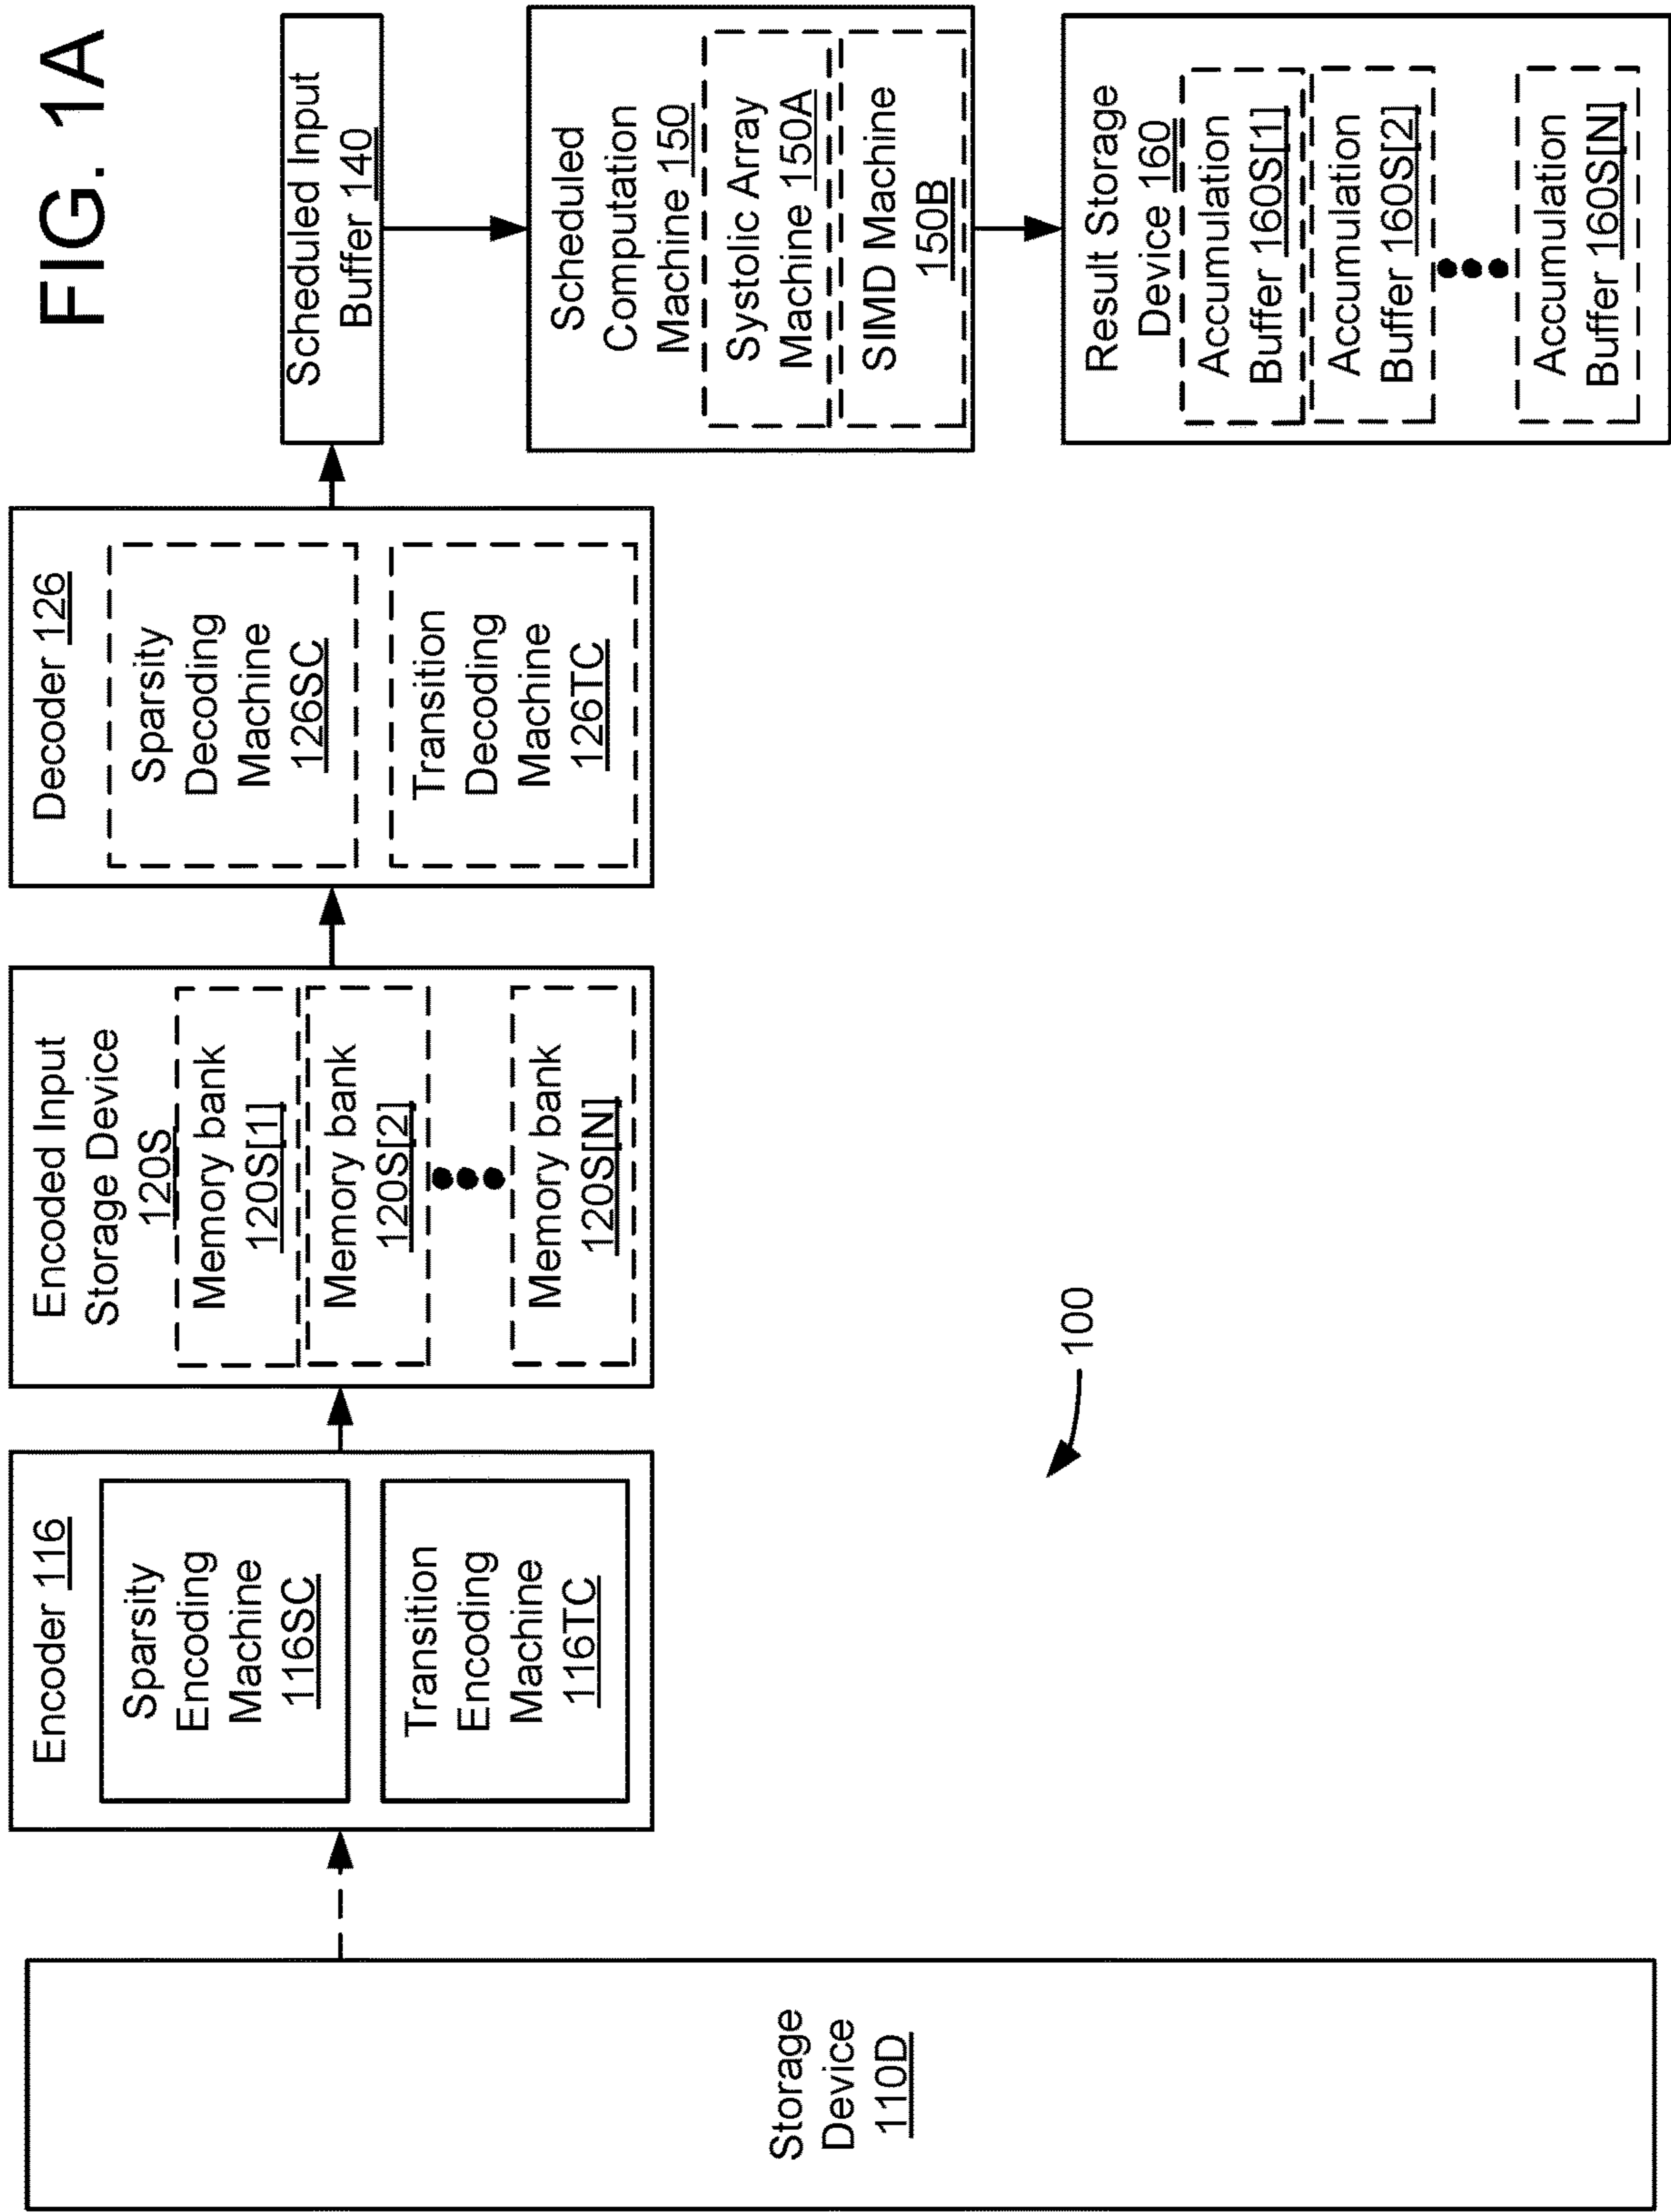 FIG. 1A
Storage
Device
110D
Encoder 116
Sparsity
Encoding
Machine
116SC
Transition
Encoding
Machine
116TC
Encoded Input
Storage Device
120S
Memory bank
120S[1]
Memory bank
120S[2]
Memory bank
120S[N]
Decoder 126
Sparsity
Decoding
Machine
126SC
Transition
Decoding
Machine
126TC
Scheduled Input
Buffer 140
Scheduled
Computation
Machine 150
Systolic Array
Machine 150A
SIMD Machine
150B
Result Storage
Device 160
Accumulation
Buffer 160S[1]
Accumulation
Buffer 160S[2]
Accumulation
Buffer 160S[N]
100